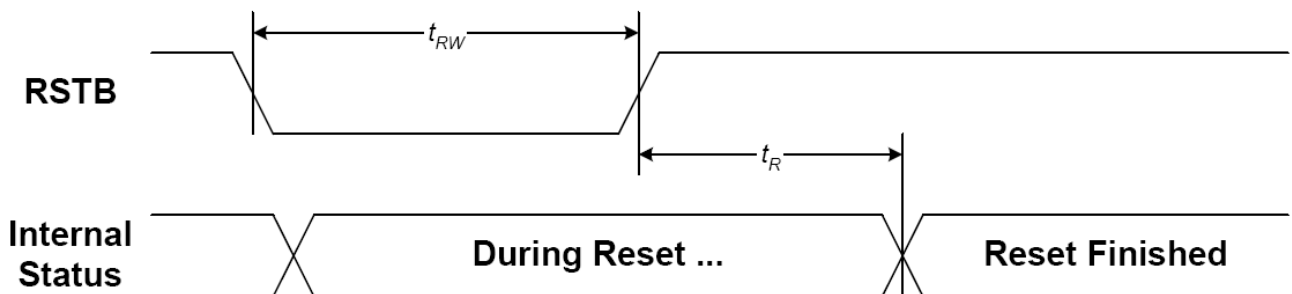 t_RW
RSTB
t_R
Internal
Status
During Reset ...
Reset Finished